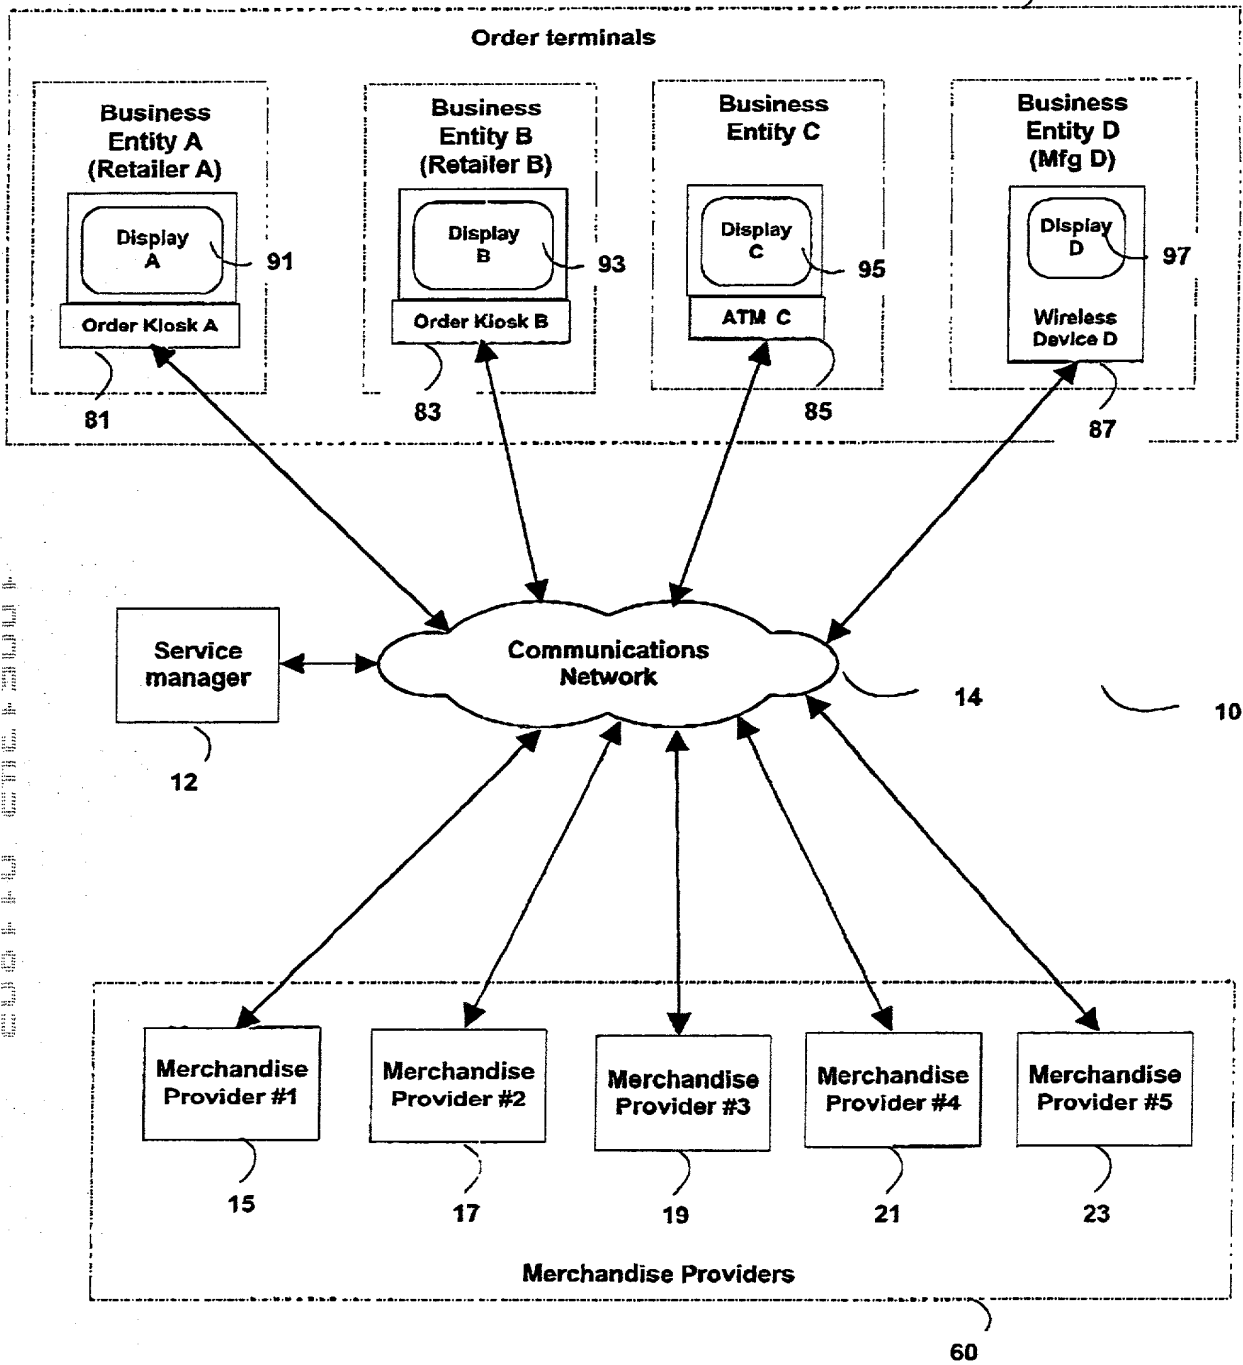 Order terminals
Business
Entity A
(Retailer A)
Business
Entity B
(Retailer B)
Business
Entity C
Business
Entity D
(Mfg D)
Display
A
91
Display
B
93
Display
C
95
Display
D
97
Order Kiosk A
Order Kiosk B
ATM C
Wireless
Device D
81
83
85
87
Service
manager
12
Communications
Network
14
10
Merchandise
Provider #1
Merchandise
Provider #2
Merchandise
Provider #3
Merchandise
Provider #4
Merchandise
Provider #5
15
17
19
21
23
Merchandise Providers
60